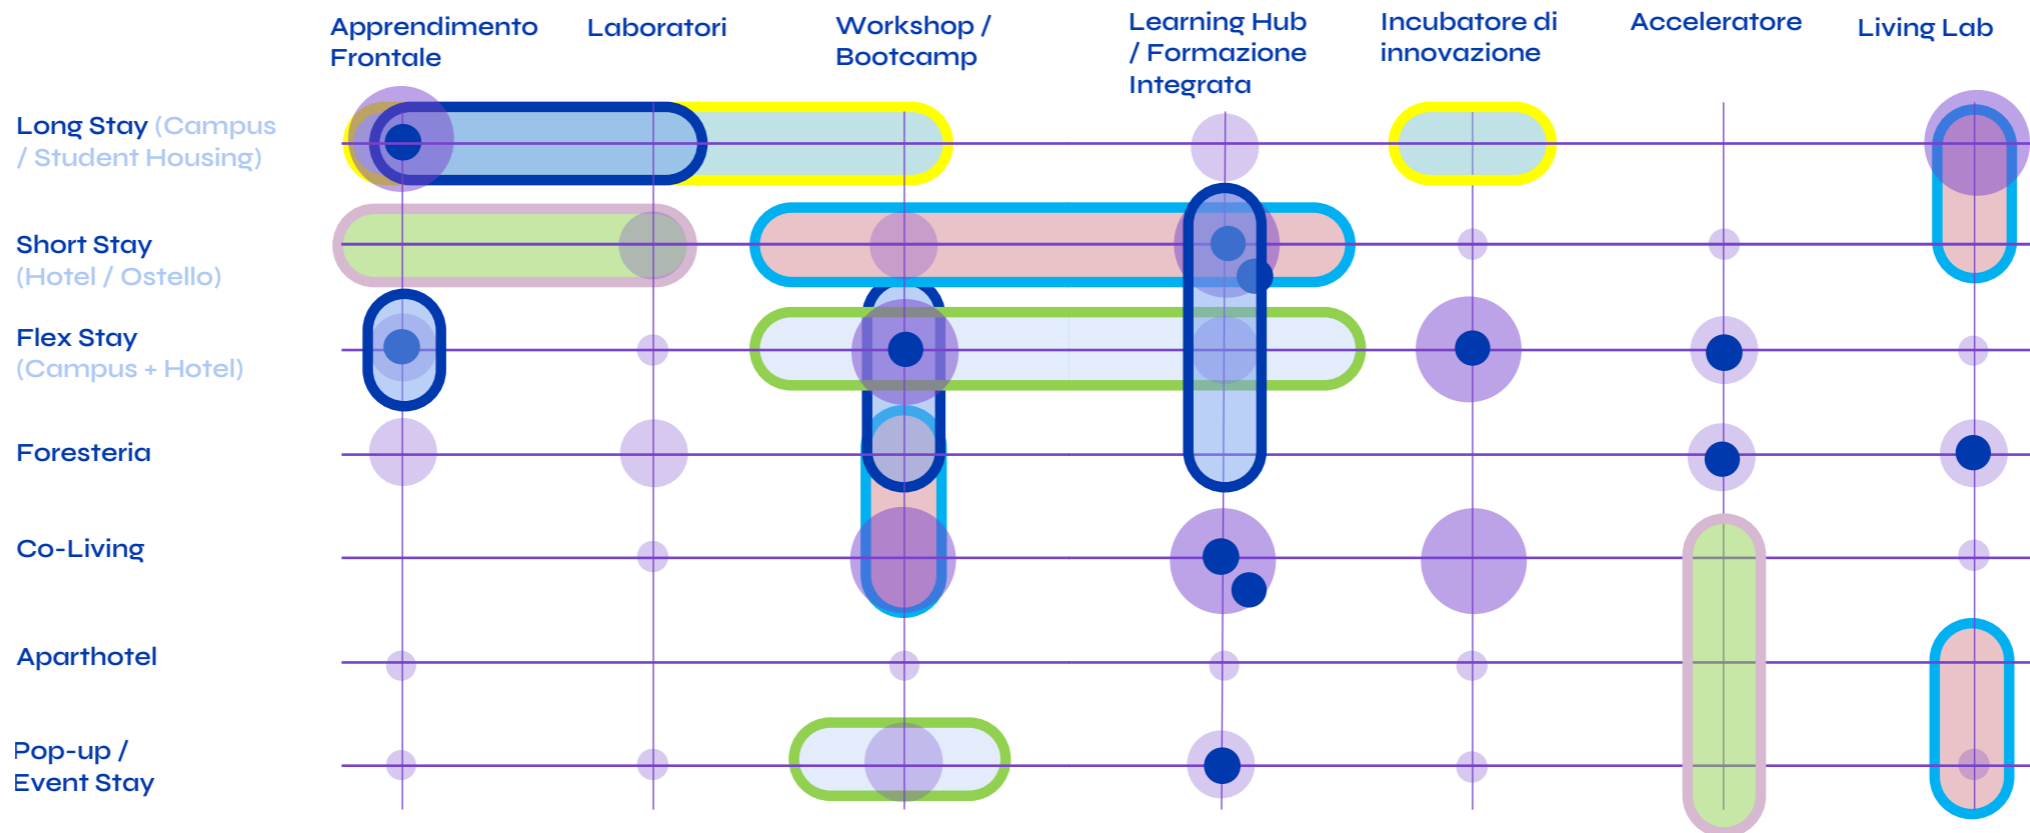 Apprendimento
Frontale
Laboratori
Workshop /
Bootcamp
Learning Hub
/ Formazione
Integrata
Incubatore di
innovazione
Acceleratore
Living Lab
Long Stay (Campus
/ Student Housing)
Short Stay
(Hotel / Ostello)
Flex Stay
(Campus + Hotel)
Foresteria
Co-Living
Aparthotel
Pop-up /
Event Stay